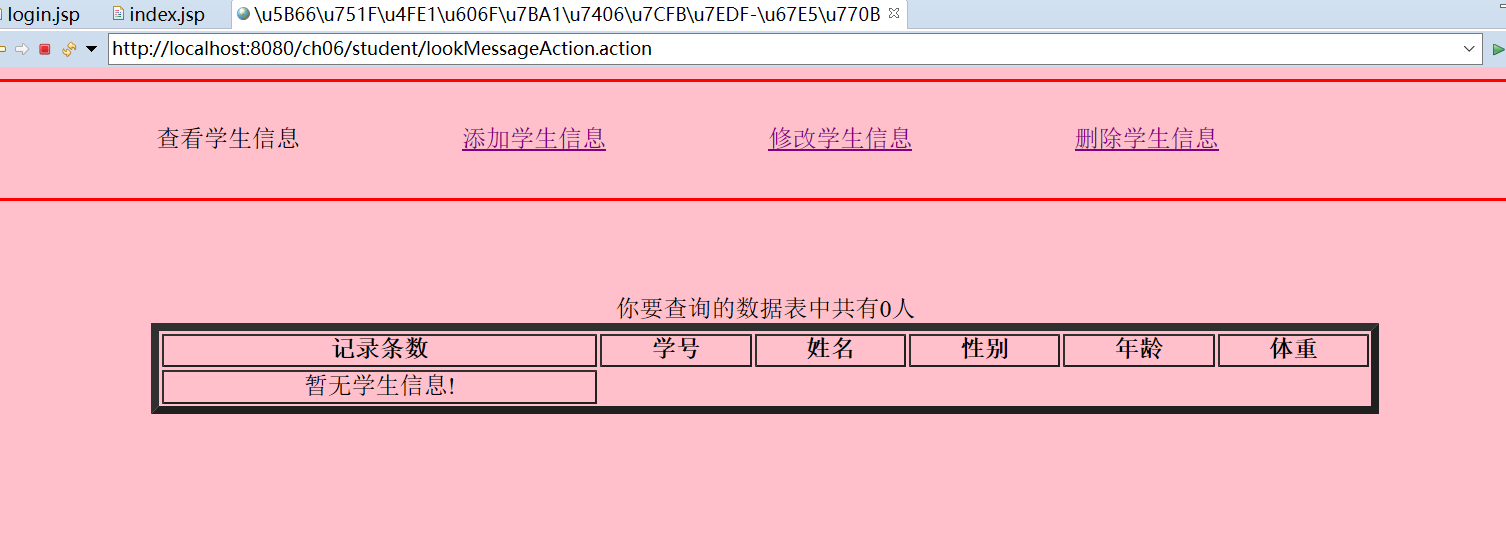 login.jsp index.jsp \u5B66\u751F\u4FE1\u606F\u7BA1\u7406\u7CFB\u7EDF-\u67E5\u770B
http://localhost:8080/ch06/student/lookMessageAction.action
查看学生信息 添加学生信息 修改学生信息 删除学生信息
你要查询的数据表中共有0人
记录条数 学号 姓名 性别 年龄 体重
暂无学生信息!